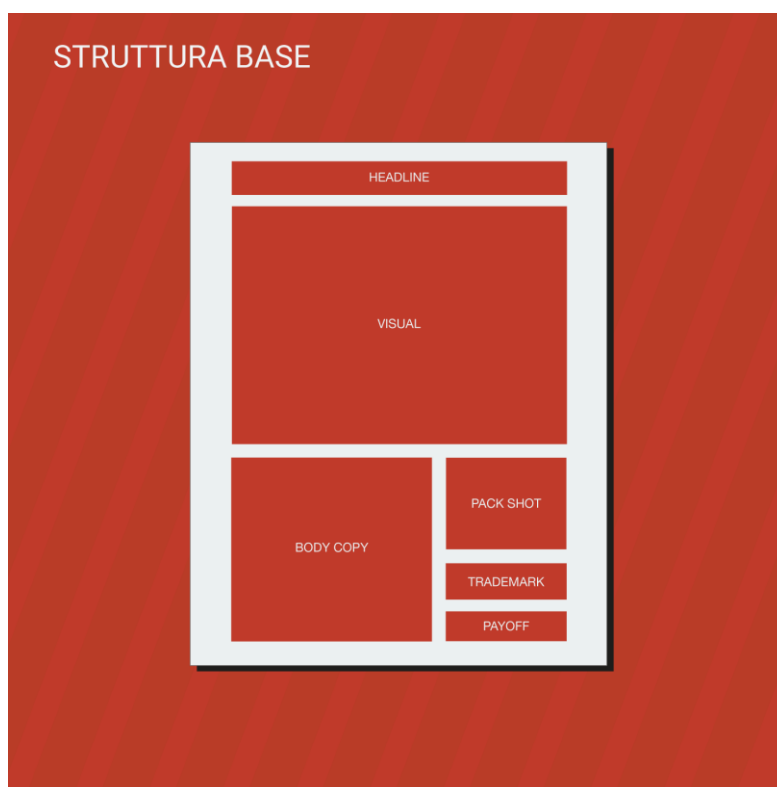 STRUTTURA BASE
HEADLINE
VISUAL
BODY COPY
PACK SHOT
TRADEMARK
PAYOFF